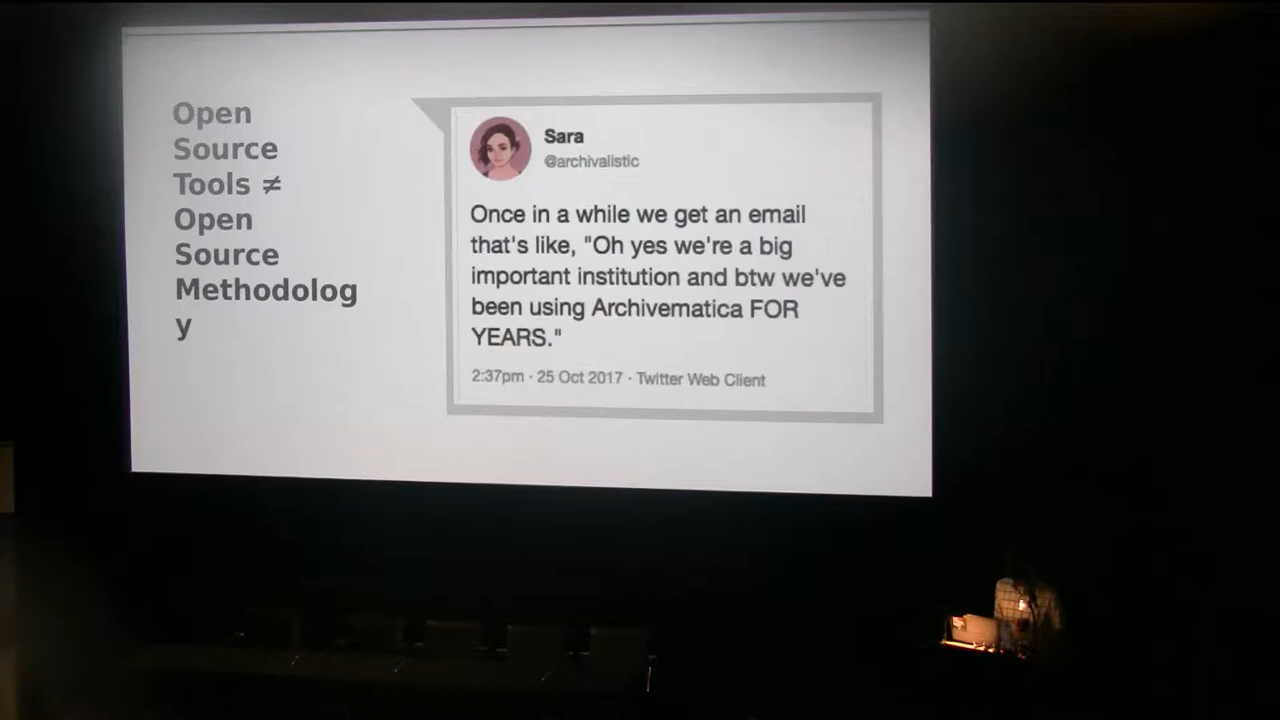 Open
Source
Tools ≠
Open
Source
Methodolog
y
Sara
@archivalistic
Once in a while we get an email
that's like, "Oh yes we're a big
important institution and btw we've
been using Archivematica FOR
YEARS."
2:37pm · 25 Oct 2017 · Twitter Web Client